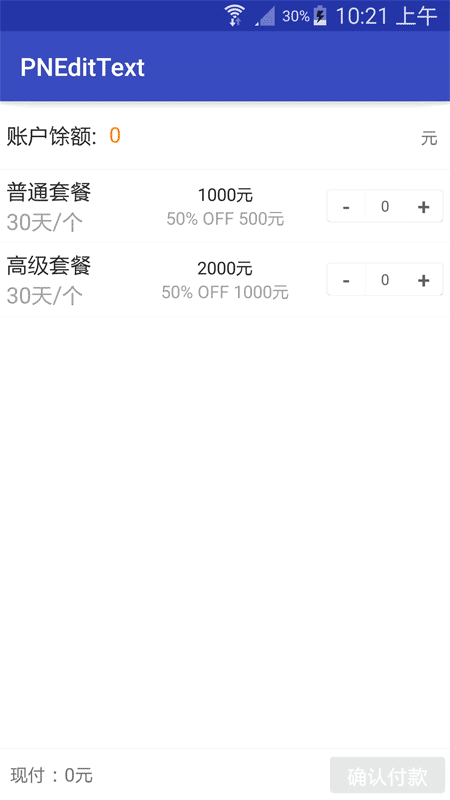 30% 10:21 上午
PNEditText
账户馀额: 0 元
普通套餐 1000元 - 0 +
30天/个 50% OFF 500元
高级套餐 2000元 - 0 +
30天/个 50% OFF 1000元
现付：0元 确认付款